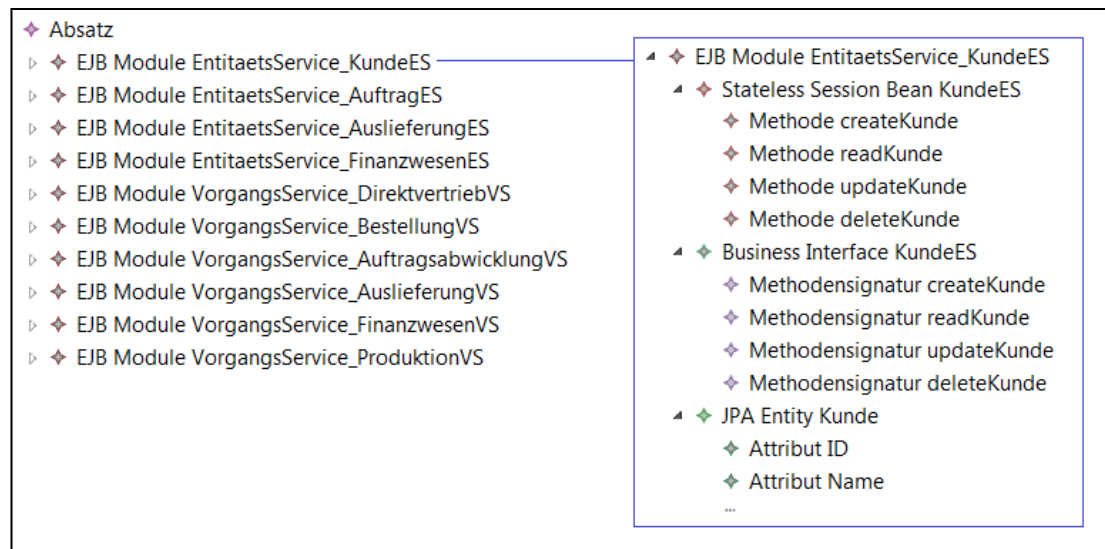 Absatz
EJB Module EntitaetsService_KundeES
EJB Module EntitaetsService_AuftragES
EJB Module EntitaetsService_AuslieferungES
EJB Module EntitaetsService_FinanzwesenES
EJB Module VorgangsService_DirektvertriebVS
EJB Module VorgangsService_BestellungVS
EJB Module VorgangsService_AuftragsabwicklungVS
EJB Module VorgangsService_AuslieferungVS
EJB Module VorgangsService_FinanzwesenVS
EJB Module VorgangsService_ProduktionVS
EJB Module EntitaetsService_KundeES
Stateless Session Bean KundeES
Methode createKunde
Methode readKunde
Methode updateKunde
Methode deleteKunde
Business Interface KundeES
Methodensignatur createKunde
Methodensignatur readKunde
Methodensignatur updateKunde
Methodensignatur deleteKunde
JPA Entity Kunde
Attribut ID
Attribut Name
...